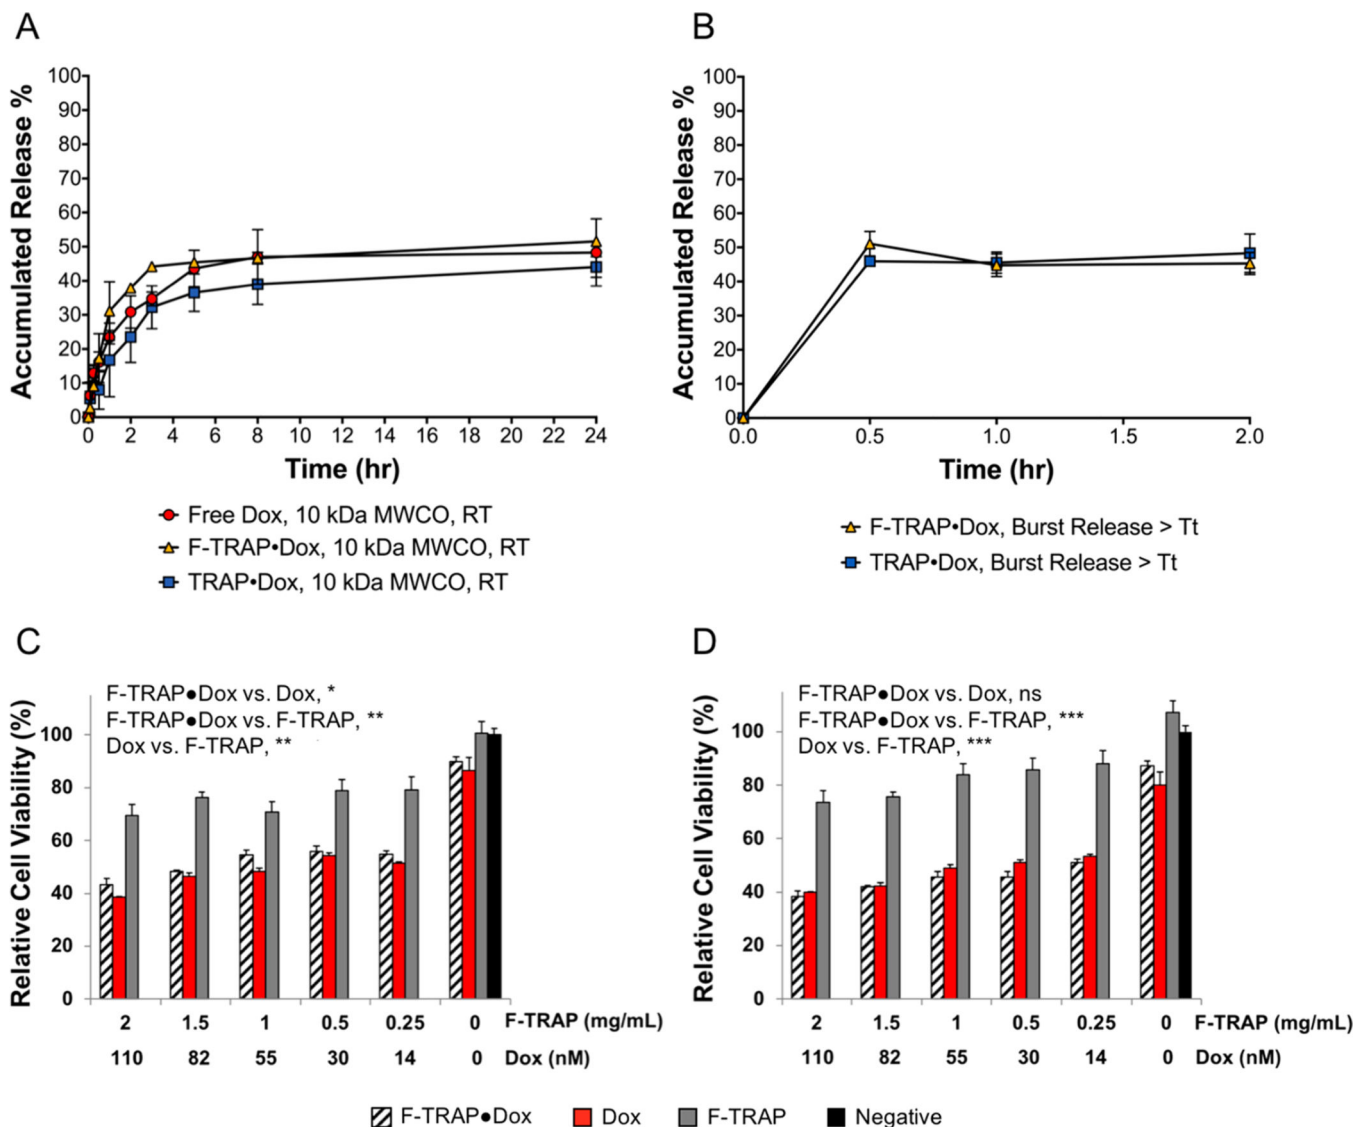 A
B
Accumulated Release %
100
90
80
70
60
50
40
30
20
10
0
0 2 4 6 8 10 12 14 16 18 20 22 24
Time (hr)
Free Dox, 10 kDa MWCO, RT
F-TRAP•Dox, 10 kDa MWCO, RT
TRAP•Dox, 10 kDa MWCO, RT
Accumulated Release %
100
90
80
70
60
50
40
30
20
10
0
0.0 0.5 1.0 1.5 2.0
Time (hr)
F-TRAP•Dox, Burst Release > Tt
TRAP•Dox, Burst Release > Tt
C
D
Relative Cell Viability (%)
F-TRAP●Dox vs. Dox, *
F-TRAP●Dox vs. F-TRAP, **
Dox vs. F-TRAP, **
100
80
60
40
20
0
2 1.5 1 0.5 0.25 0 F-TRAP (mg/mL)
110 82 55 30 14 0 Dox (nM)
Relative Cell Viability (%)
F-TRAP●Dox vs. Dox, ns
F-TRAP●Dox vs. F-TRAP, ***
Dox vs. F-TRAP, ***
100
80
60
40
20
0
2 1.5 1 0.5 0.25 0 F-TRAP (mg/mL)
110 82 55 30 14 0 Dox (nM)
F-TRAP●Dox Dox F-TRAP Negative